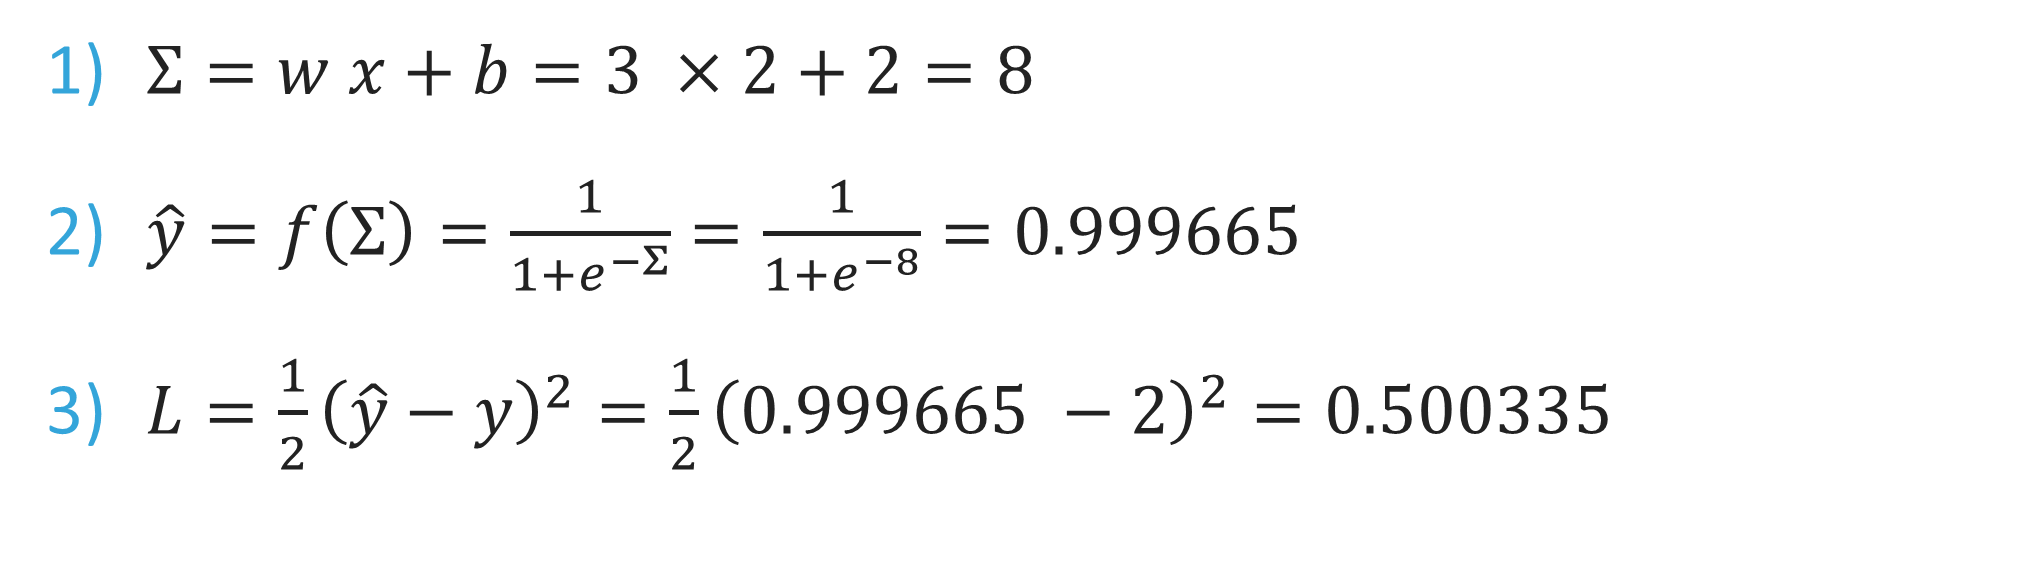 1) Σ = w x + b = 3 × 2 + 2 = 8
2) ŷ = f(Σ) = 1/(1+e^(−Σ)) = 1/(1+e^(−8)) = 0.999665
3) L = 1/2 (ŷ − y)² = 1/2 (0.999665 − 2)² = 0.500335